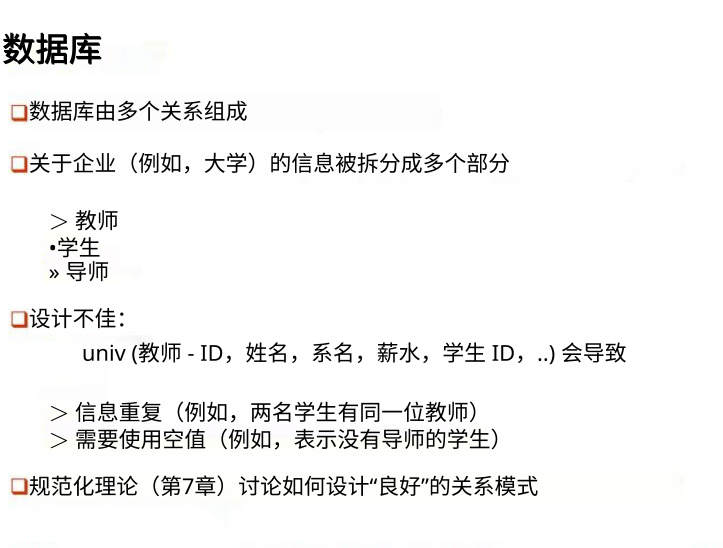 数据库
❑数据库由多个关系组成
❑关于企业（例如，大学）的信息被拆分成多个部分
＞ 教师
•学生
» 导师
❑设计不佳：
univ (教师 - ID，姓名，系名，薪水，学生 ID，..) 会导致
＞ 信息重复（例如，两名学生有同一位教师）
＞ 需要使用空值（例如，表示没有导师的学生）
❑规范化理论（第7章）讨论如何设计“良好”的关系模式